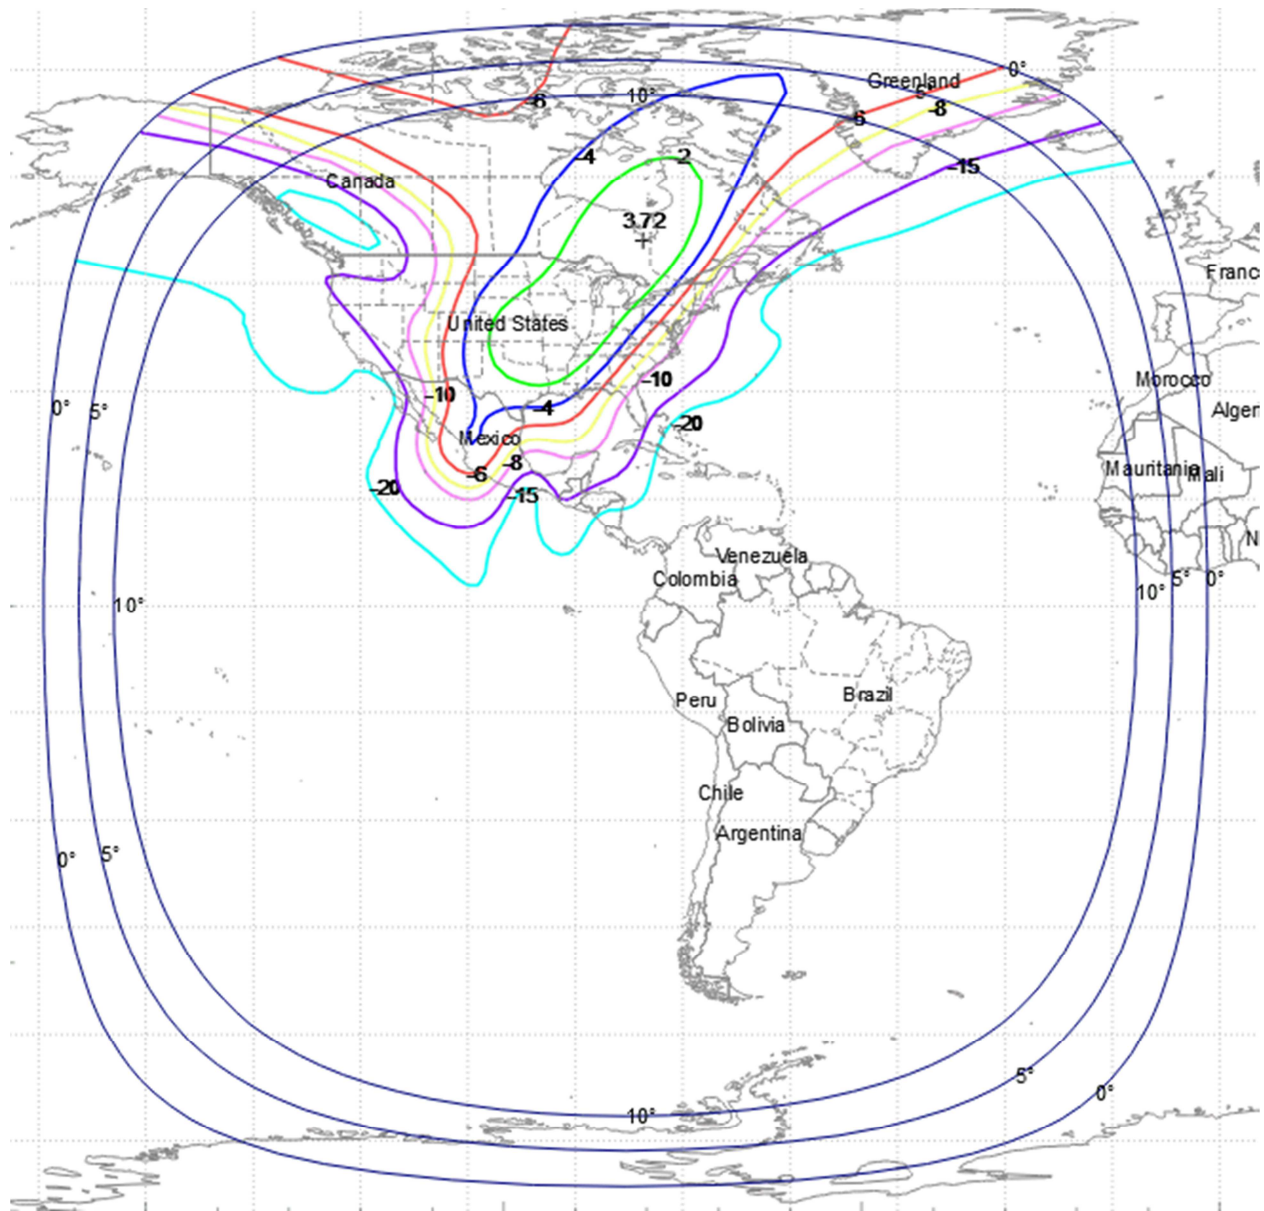 Greenland
0°
5°
-6
10°
-8
-6
-4
-2
-15
Canada
3.72
Franc
United States
Morocco
-10
-10
0°
5°
-4
Alger
-20
Mexico
-8
Mauritania
Mali
-6
-20
-15
N
Venezuela
Colombia
5°
0°
10°
10°
Peru
Brazil
Bolivia
Chile
Argentina
0°
5°
5°
0°
10°